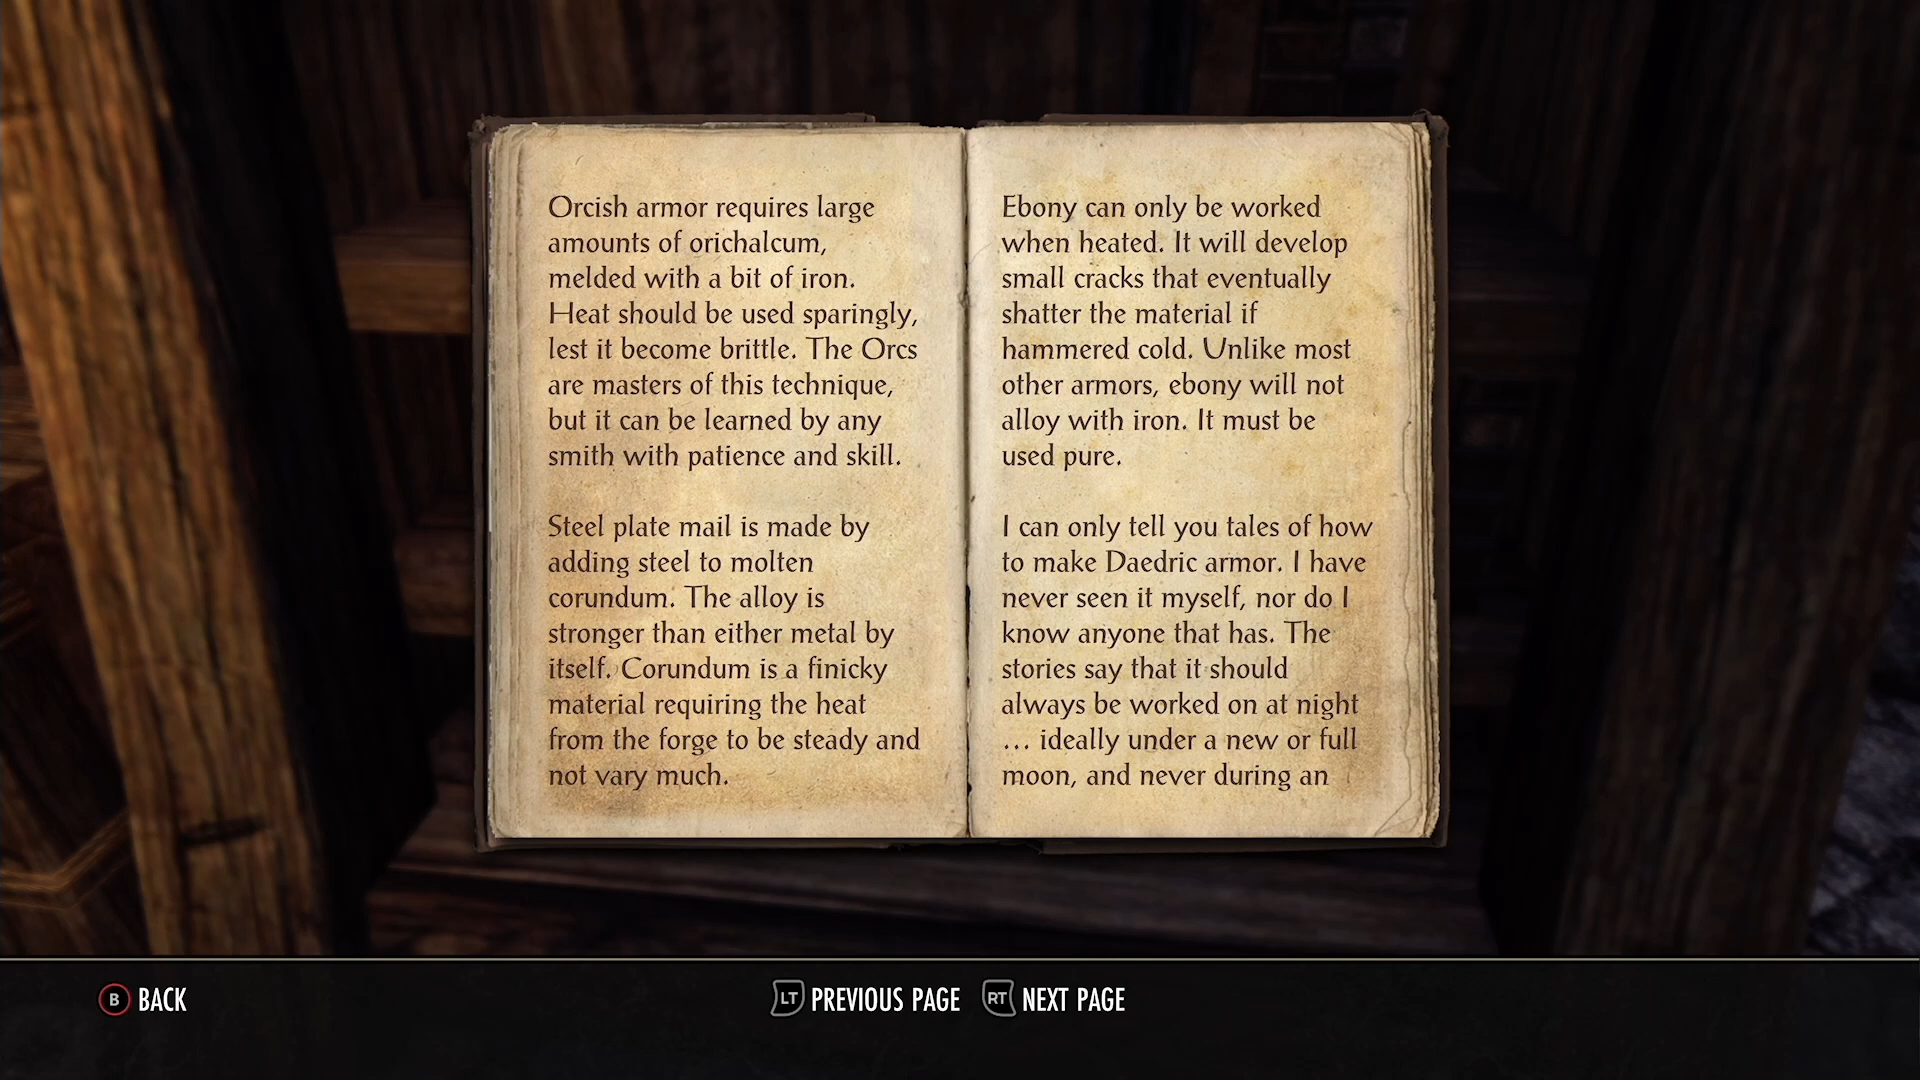 Orcish armor requires large
amounts of orichalcum,
melded with a bit of iron.
Heat should be used sparingly,
lest it become brittle. The Orcs
are masters of this technique,
but it can be learned by any
smith with patience and skill.
Steel plate mail is made by
adding steel to molten
corundum. The alloy is
stronger than either metal by
itself. Corundum is a finicky
material requiring the heat
from the forge to be steady and
not vary much.
Ebony can only be worked
when heated. It will develop
small cracks that eventually
shatter the material if
hammered cold. Unlike most
other armors, ebony will not
alloy with iron. It must be
used pure.
I can only tell you tales of how
to make Daedric armor. I have
never seen it myself, nor do I
know anyone that has. The
stories say that it should
always be worked on at night
... ideally under a new or full
moon, and never during an
B BACK
LT PREVIOUS PAGE RT NEXT PAGE